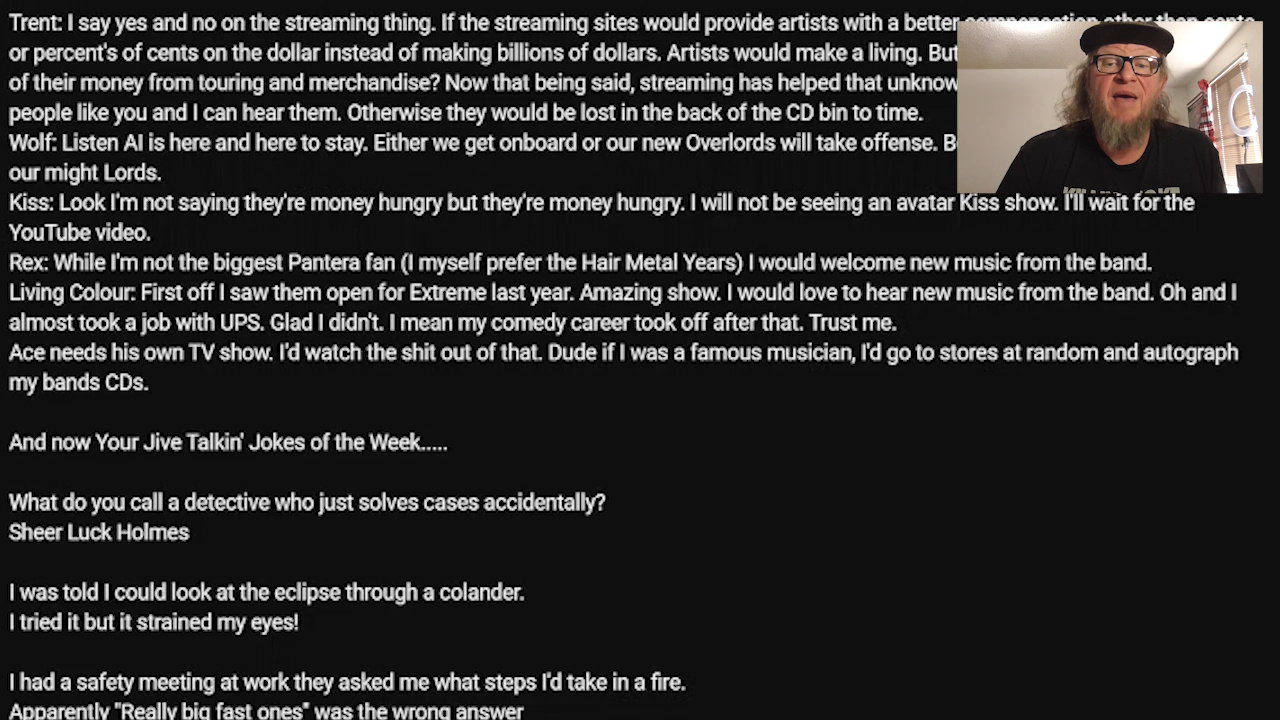 Trent: I say yes and no on the streaming thing. If the streaming sites would provide artists with a better compensation other then cents
or percent's of cents on the dollar instead of making billions of dollars. Artists would make a living. But
of their money from touring and merchandise? Now that being said, streaming has helped that unknow
people like you and I can hear them. Otherwise they would be lost in the back of the CD bin to time.
Wolf: Listen AI is here and here to stay. Either we get onboard or our new Overlords will take offense.
our might Lords.
Kiss: Look I'm not saying they're money hungry but they're money hungry. I will not be seeing an avatar Kiss show. I'll wait for the
YouTube video.
Rex: While I'm not the biggest Pantera fan (I myself prefer the Hair Metal Years) I would welcome new music from the band.
Living Colour: First off I saw them open for Extreme last year. Amazing show. I would love to hear new music from the band. Oh and I
almost took a job with UPS. Glad I didn't. I mean my comedy career took off after that. Trust me.
Ace needs his own TV show. I'd watch the shit out of that. Dude if I was a famous musician, I'd go to stores at random and autograph
my bands CDs.
And now Your Jive Talkin' Jokes of the Week.....
What do you call a detective who just solves cases accidentally?
Sheer Luck Holmes
I was told I could look at the eclipse through a colander.
I tried it but it strained my eyes!
I had a safety meeting at work they asked me what steps I'd take in a fire.
Apparently "Really big fast ones" was the wrong answer